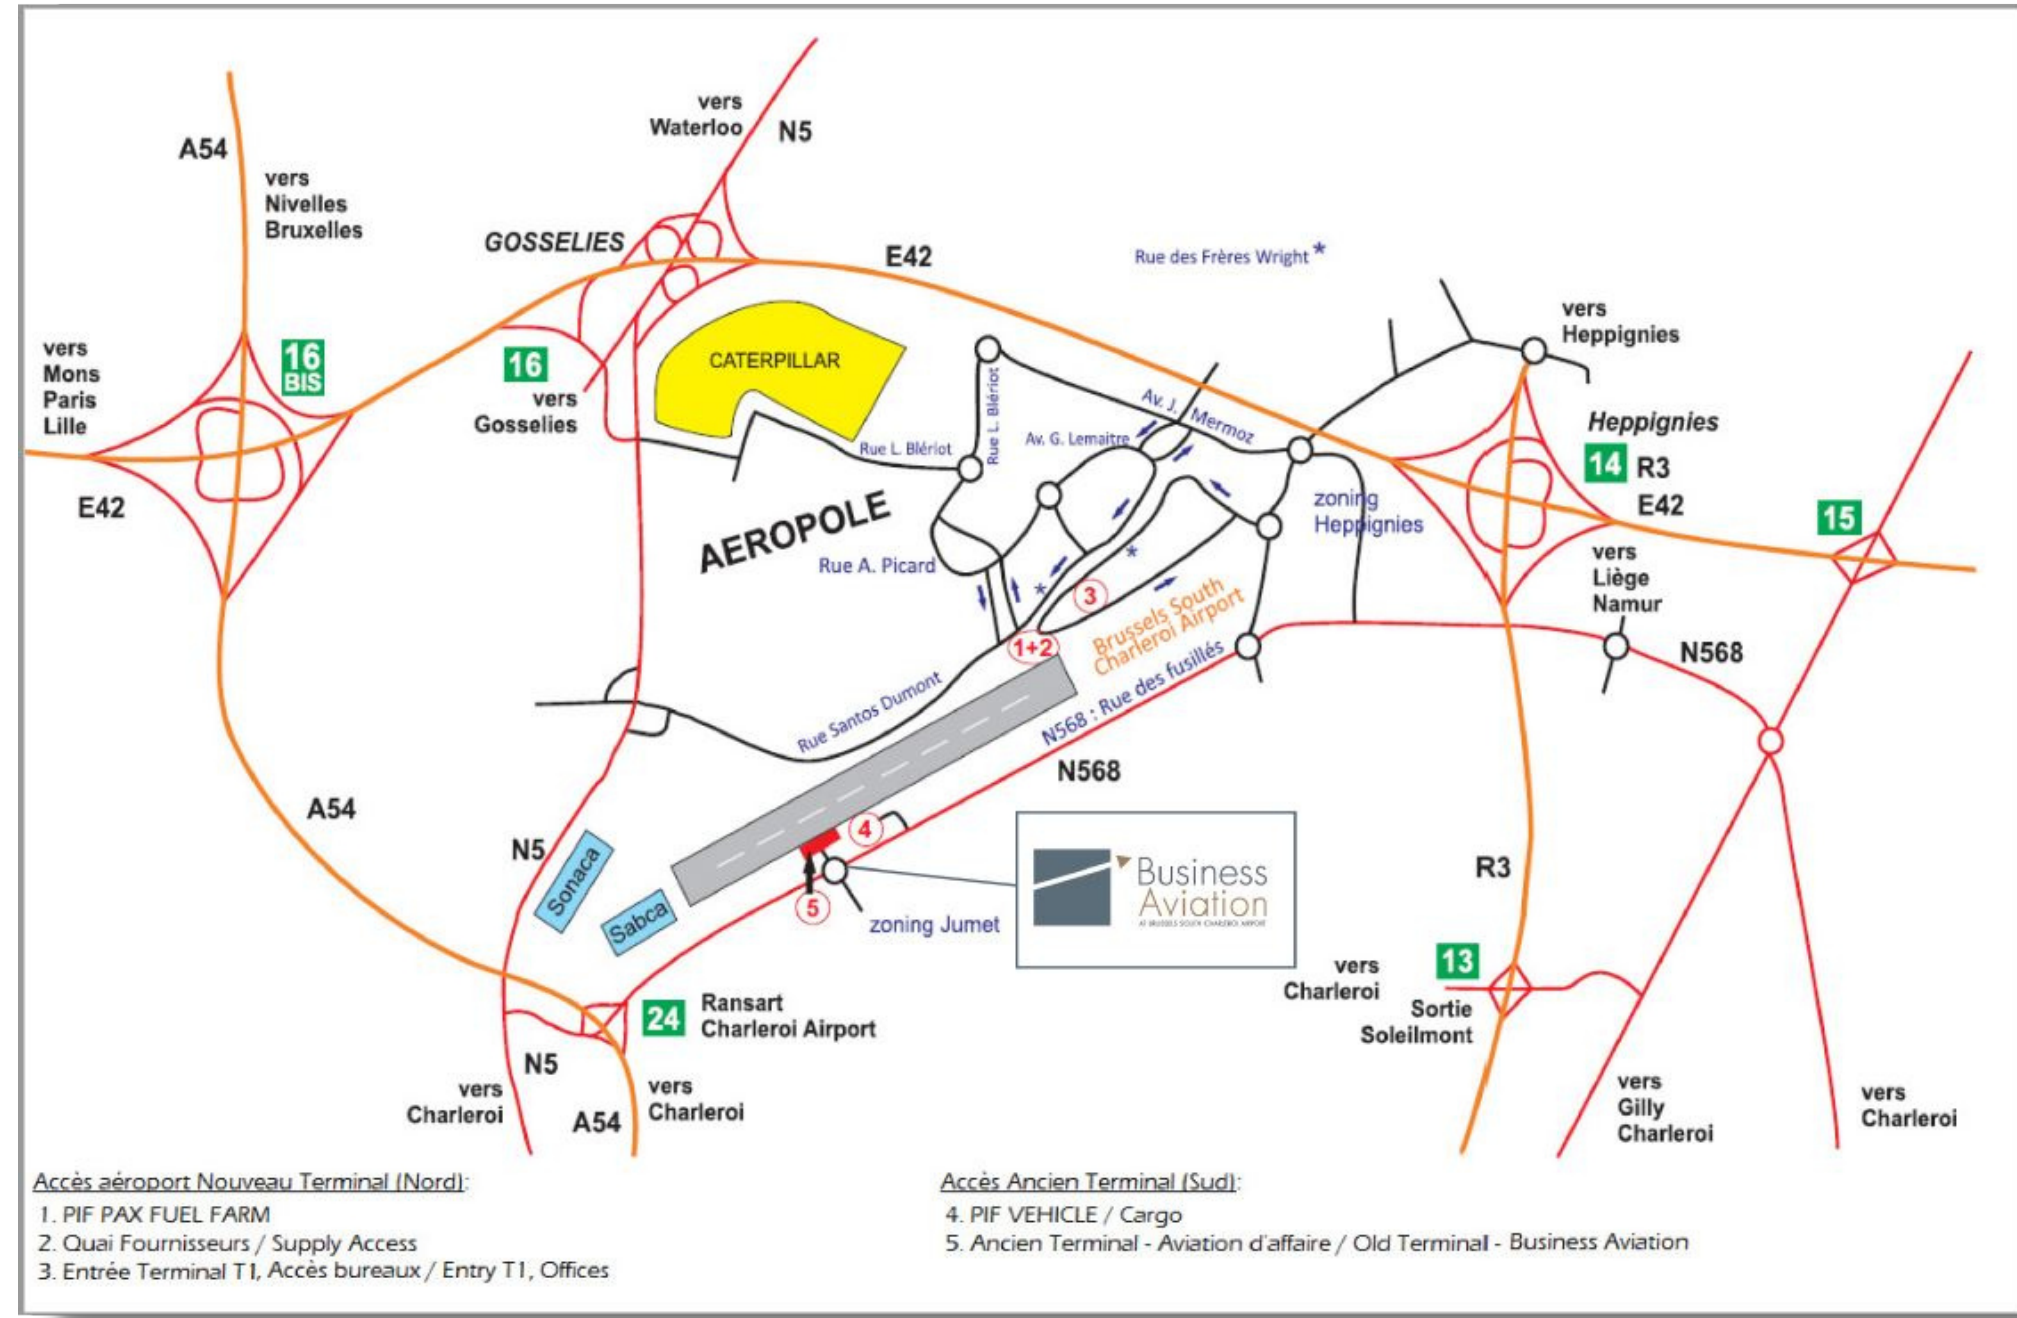 vers
Waterloo
N5
A54
vers
Nivelles
Bruxelles
GOSSELIES
E42
Rue des Frères Wright *
vers
Heppignies
vers
Mons
Paris
Lille
16
BIS
16
vers
Gosselies
CATERPILLAR
Rue L. Blériot
Rue L. Blériot
Av. J. Mermoz
Av. G. Lemaitre
Heppignies
14 R3
E42
15
E42
AEROPOLE
zoning
Heppignies
Rue A. Picard
*
*
3
1+2
Brussels South
Charleroi Airport
vers
Liège
Namur
N568
Rue Santos Dumont
N568 : Rue des fusillés
N568
A54
N5
Sonaca
Sabca
4
5
zoning Jumet
Business
Aviation
AT BRUSSELS SOUTH CHARLEROI AIRPORT
R3
13
vers
Charleroi
Sortie
Soleilmont
24
Ransart
Charleroi Airport
N5
vers
Charleroi
A54
vers
Charleroi
vers
Gilly
Charleroi
vers
Charleroi
Accès aéroport Nouveau Terminal (Nord):
1. PIF PAX FUEL FARM
2. Quai Fournisseurs / Supply Access
3. Entrée Terminal T1, Accès bureaux / Entry T1, Offices
Accès Ancien Terminal (Sud):
4. PIF VEHICLE / Cargo
5. Ancien Terminal - Aviation d'affaire / Old Terminal - Business Aviation